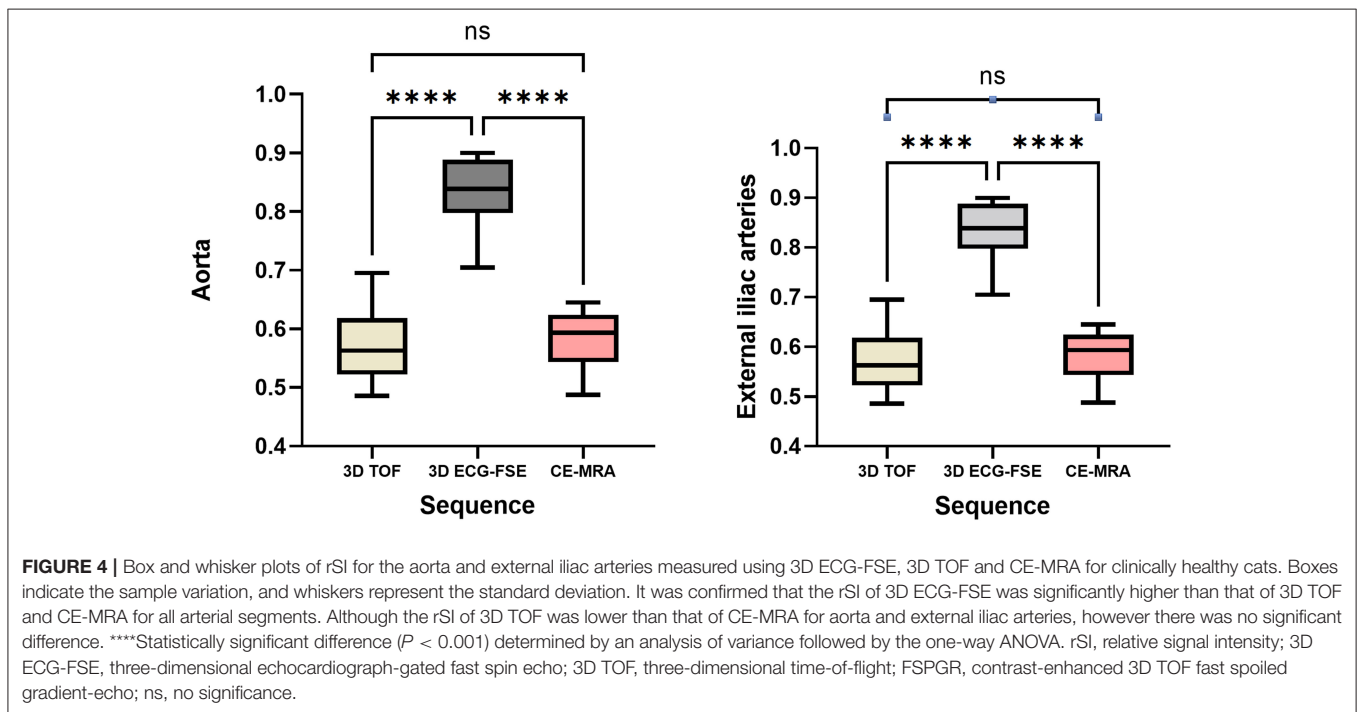 ns
**** ****
1.0
0.9
0.8
0.7
0.6
0.5
0.4
Aorta
3D TOF 3D ECG-FSE CE-MRA
Sequence
ns
**** ****
1.0
0.9
0.8
0.7
0.6
0.5
0.4
External iliac arteries
3D TOF 3D ECG-FSE CE-MRA
Sequence
FIGURE 4 | Box and whisker plots of rSI for the aorta and external iliac arteries measured using 3D ECG-FSE, 3D TOF and CE-MRA for clinically healthy cats. Boxes
indicate the sample variation, and whiskers represent the standard deviation. It was confirmed that the rSI of 3D ECG-FSE was significantly higher than that of 3D TOF
and CE-MRA for all arterial segments. Although the rSI of 3D TOF was lower than that of CE-MRA for aorta and external iliac arteries, however there was no significant
difference. ****Statistically significant difference (P < 0.001) determined by an analysis of variance followed by the one-way ANOVA. rSI, relative signal intensity; 3D
ECG-FSE, three-dimensional echocardiograph-gated fast spin echo; 3D TOF, three-dimensional time-of-flight; FSPGR, contrast-enhanced 3D TOF fast spoiled
gradient-echo; ns, no significance.